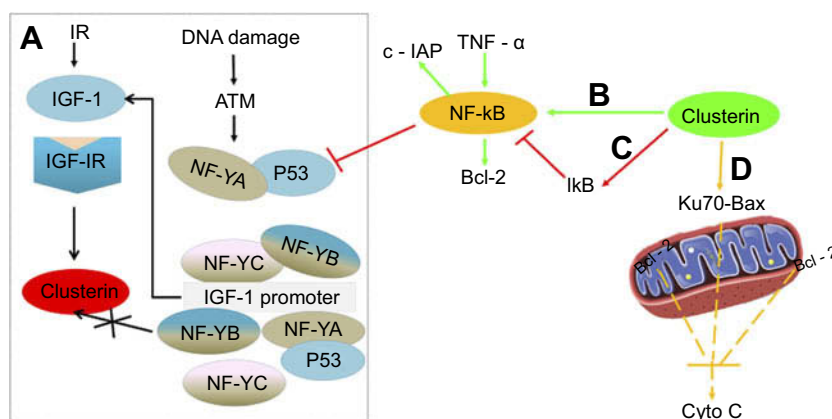 A
IR
IGF-1
IGF-IR
Clusterin
DNA damage
ATM
NF-YA
P53
NF-YC
NF-YB
IGF-1 promoter
NF-YB
NF-YA
P53
NF-YC
c - IAP
TNF - α
NF-kB
Bcl-2
IkB
B
C
Clusterin
D
Ku70-Bax
Bcl - 2
Bcl - 2
Cyto C